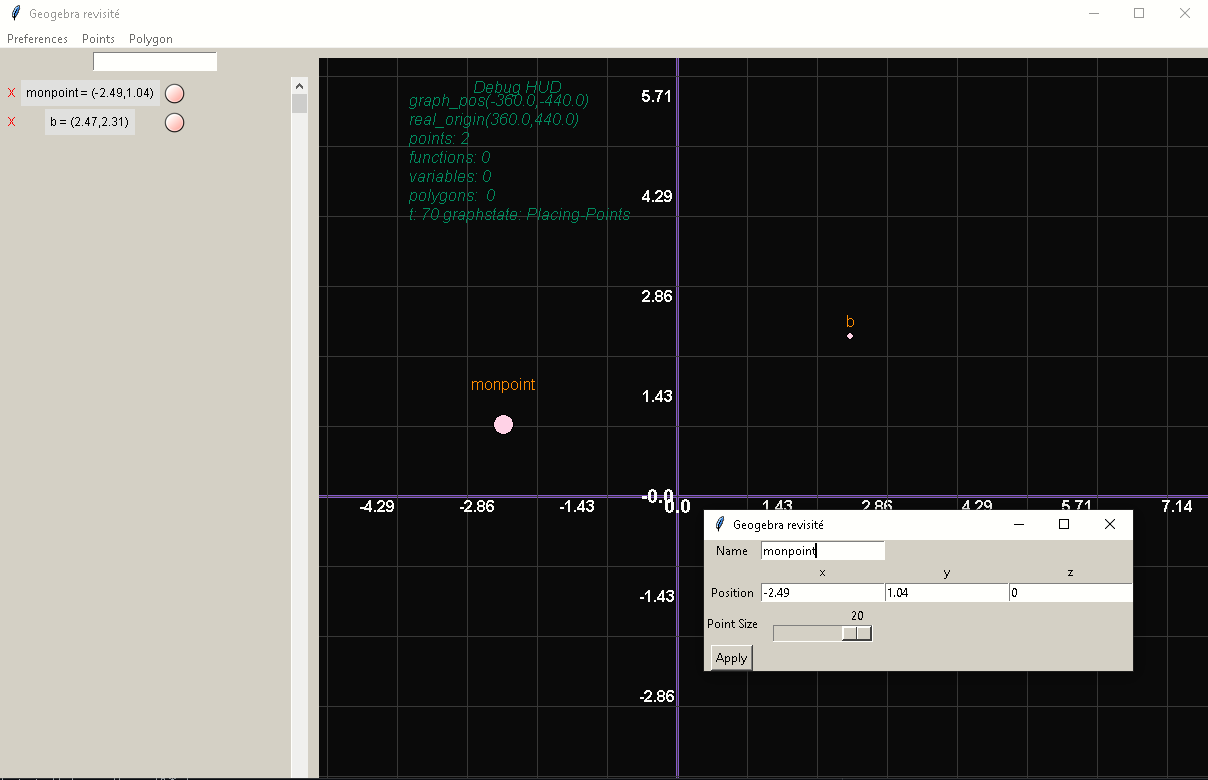 Geogebra revisité
Preferences Points Polygon
X monpoint = (-2.49,1.04)
X b = (2.47,2.31)
Debug HUD
graph_pos(-360.0,-440.0)
real_origin(360.0,440.0)
points: 2
functions: 0
variables: 0
polygons: 0
t: 70 graphstate: Placing-Points
5.71
4.29
2.86
b
monpoint
1.43
-0.0
-4.29 -2.86 -1.43 0.0 1.43 2.86 4.29 5.71 7.14
-1.43
-2.86
Geogebra revisité
Name monpoint
x y z
Position -2.49 1.04 0
20
Point Size
Apply